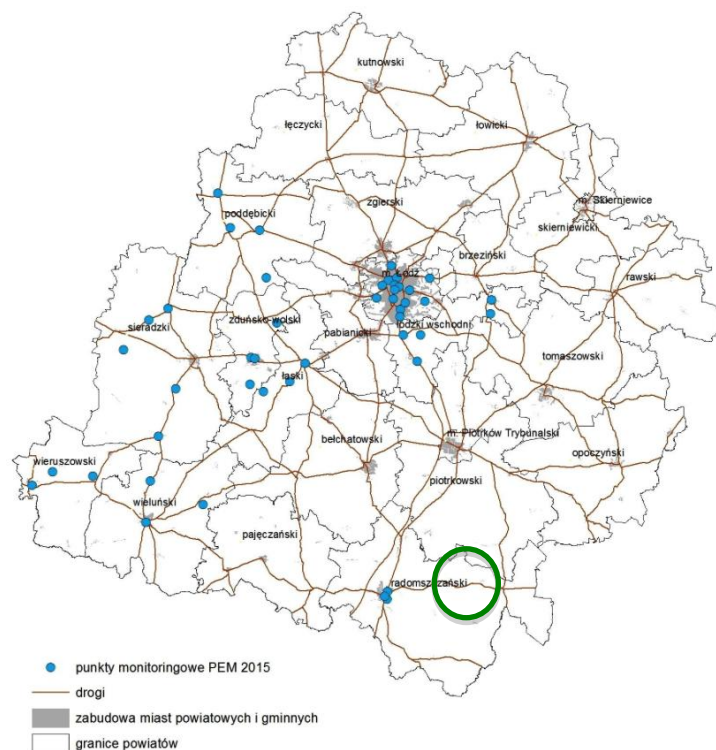 kutnowski
łęczycki
łowicki
zgierski
m. Skierniewice
poddębicki
skierniewicki
brzeziński
m. Łódź
rawski
zduńsko-wolski
sieradzki
pabianicki
łódzki wschodni
tomaszowski
łaski
bełchatowski
m. Piotrków Trybunalski
opoczyński
wieruszowski
piotrkowski
wieluński
pajęczański
radomszczański
punkty monitoringowe PEM 2015
drogi
zabudowa miast powiatowych i gminnych
granice powiatów